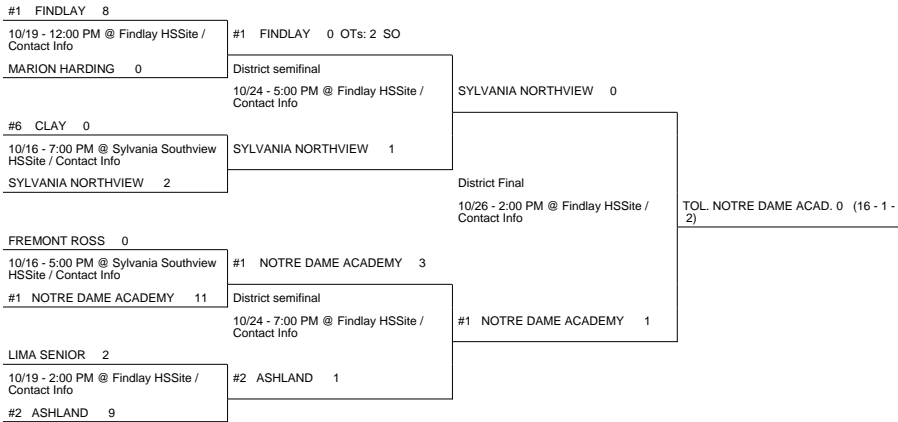 #1 FINDLAY 8
10/19 - 12:00 PM @ Findlay HSSite /
Contact Info
MARION HARDING 0
#1 FINDLAY 0 OTs: 2 SO
District semifinal
10/24 - 5:00 PM @ Findlay HSSite /
Contact Info
#6 CLAY 0
10/16 - 7:00 PM @ Sylvania Southview
HSSite / Contact Info
SYLVANIA NORTHVIEW 2
SYLVANIA NORTHVIEW 1
SYLVANIA NORTHVIEW 0
District Final
10/26 - 2:00 PM @ Findlay HSSite /
Contact Info
TOL. NOTRE DAME ACAD. 0 (16 - 1 -
2)
FREMONT ROSS 0
10/16 - 5:00 PM @ Sylvania Southview
HSSite / Contact Info
#1 NOTRE DAME ACADEMY 11
#1 NOTRE DAME ACADEMY 3
District semifinal
10/24 - 7:00 PM @ Findlay HSSite /
Contact Info
#1 NOTRE DAME ACADEMY 1
LIMA SENIOR 2
10/19 - 2:00 PM @ Findlay HSSite /
Contact Info
#2 ASHLAND 9
#2 ASHLAND 1